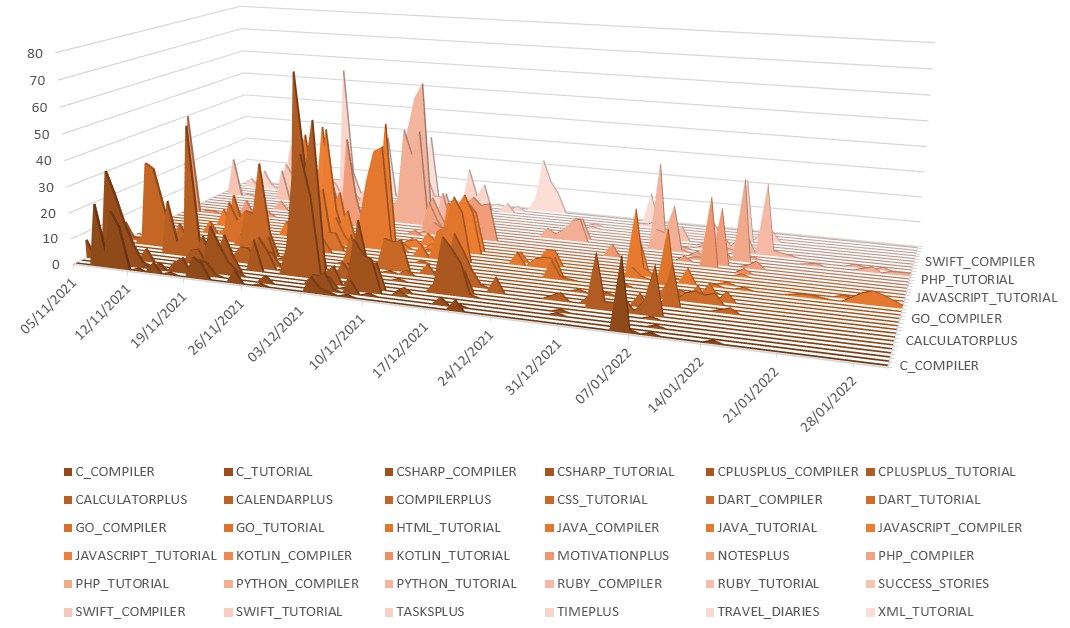 80
70
60
50
40
30
20
10
0
05/11/2021
12/11/2021
19/11/2021
26/11/2021
03/12/2021
10/12/2021
17/12/2021
24/12/2021
31/12/2021
07/01/2022
14/01/2022
21/01/2022
28/01/2022
SWIFT_COMPILER
PHP_TUTORIAL
JAVASCRIPT_TUTORIAL
GO_COMPILER
CALCULATORPLUS
C_COMPILER
C_COMPILER C_TUTORIAL CSHARP_COMPILER CSHARP_TUTORIAL CPLUSPLUS_COMPILER CPLUSPLUS_TUTORIAL
CALCULATORPLUS CALENDARPLUS COMPILERPLUS CSS_TUTORIAL DART_COMPILER DART_TUTORIAL
GO_COMPILER GO_TUTORIAL HTML_TUTORIAL JAVA_COMPILER JAVA_TUTORIAL JAVASCRIPT_COMPILER
JAVASCRIPT_TUTORIAL KOTLIN_COMPILER KOTLIN_TUTORIAL MOTIVATIONPLUS NOTESPLUS PHP_COMPILER
PHP_TUTORIAL PYTHON_COMPILER PYTHON_TUTORIAL RUBY_COMPILER RUBY_TUTORIAL SUCCESS_STORIES
SWIFT_COMPILER SWIFT_TUTORIAL TASKSPLUS TIMEPLUS TRAVEL_DIARIES XML_TUTORIAL